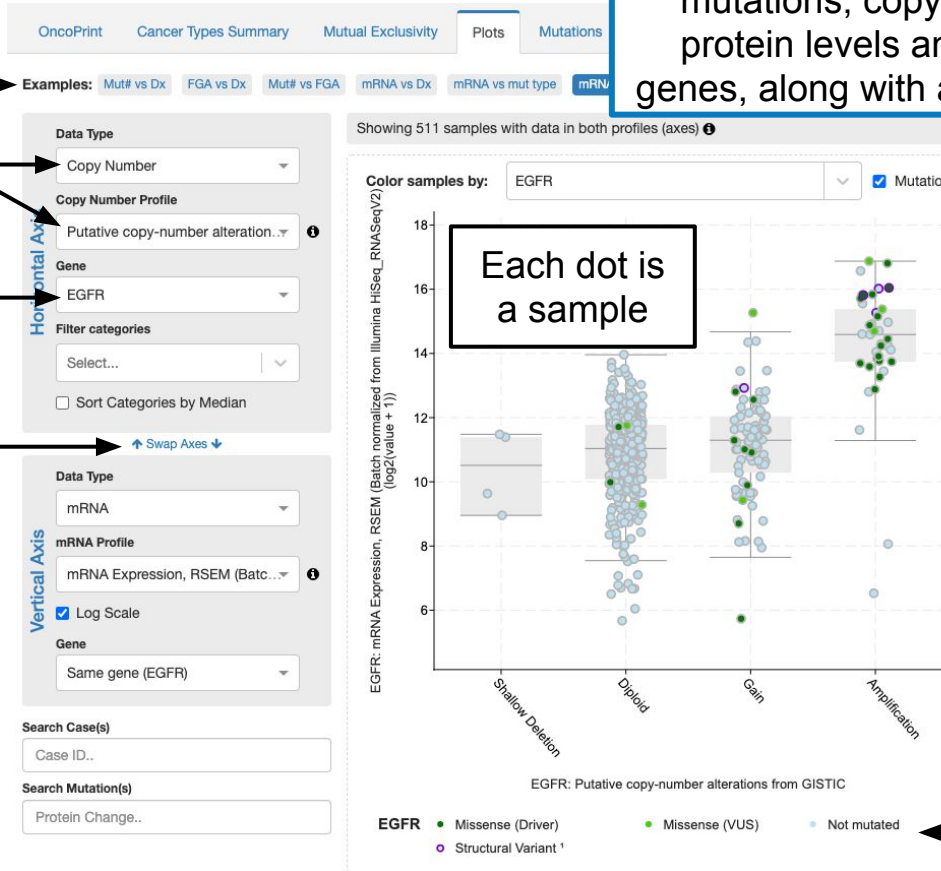 mutations, copy
protein levels
genes, along with
OncoPrint Cancer Types Summary Mutual Exclusivity Plots Mutations
Examples: Mut# vs Dx FGA vs Dx Mut# vs FGA mRNA vs Dx mRNA vs mut type
Showing 511 samples with data in both profiles (axes)
Horizontal Axis
Data Type
Copy Number
Copy Number Profile
Putative copy-number alteration...
Gene
EGFR
Filter categories
Select...
Sort Categories by Median
Swap Axes
Vertical Axis
Data Type
mRNA
mRNA Profile
mRNA Expression, RSEM (Batc...
Log Scale
Gene
Same gene (EGFR)
Search Case(s)
Case ID..
Search Mutation(s)
Protein Change..
Color samples by: EGFR
EGFR: mRNA Expression, RSEM (Batch normalized from Illumina HiSeq_RNASeqV2)
(log2(value + 1))
18
16
14
12
10
8
6
Each dot is
a sample
Shallow Deletion
Diploid
Gain
Amplification
EGFR: Putative copy-number alterations from GISTIC
EGFR Missense (Driver) Missense (VUS) Not mutated
Structural Variant ¹